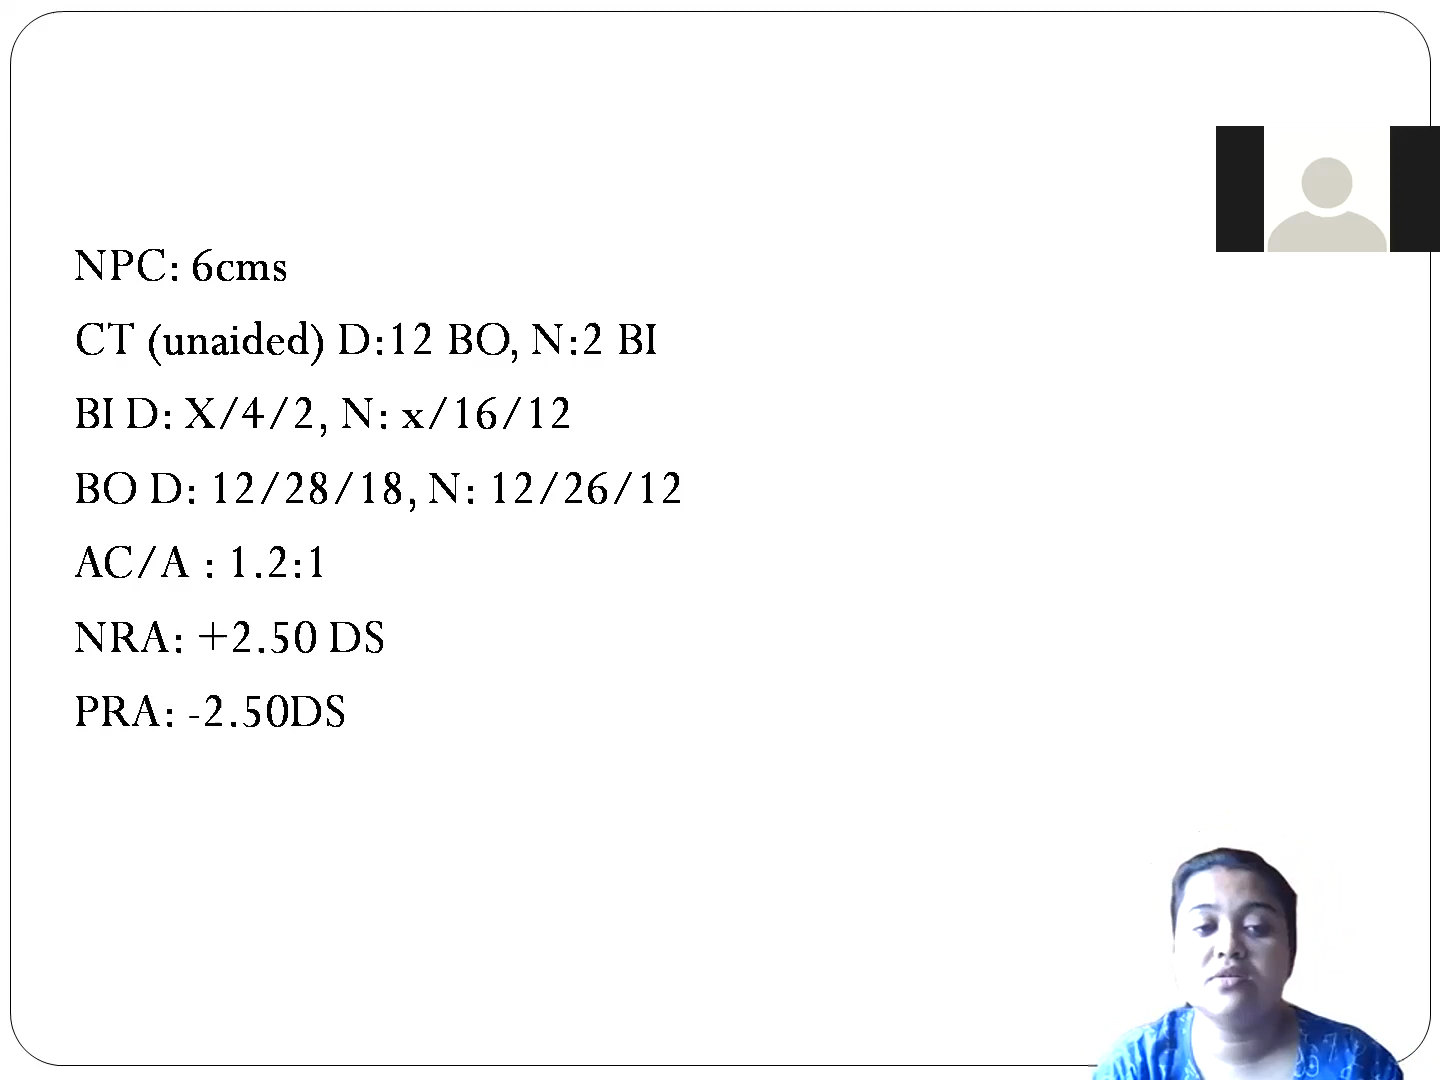 NPC: 6cms
CT (unaided) D:12 BO, N:2 BI
BI D: X/4/2, N: x/16/12
BO D: 12/28/18, N: 12/26/12
AC/A : 1.2:1
NRA: +2.50 DS
PRA: -2.50DS